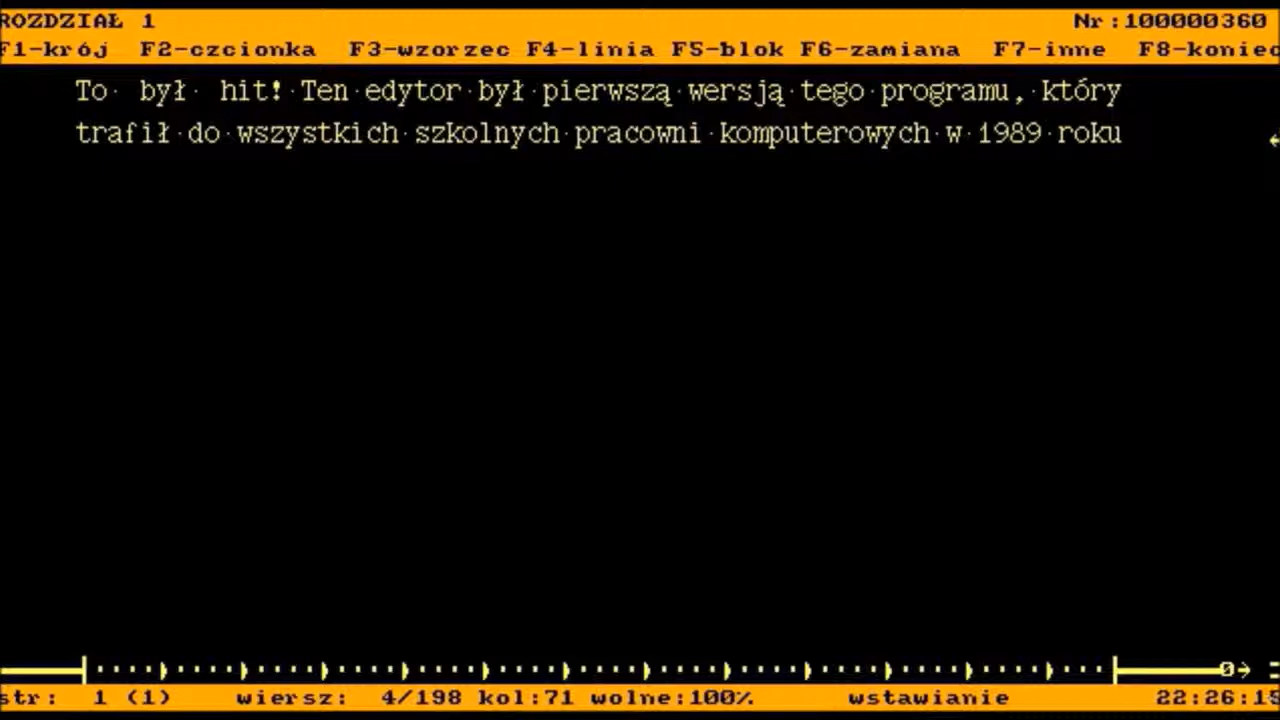 ROZDZIAŁ 1 Nr:100000360
F1-krój F2-czcionka F3-wzorzec F4-linia F5-blok F6-zamiana F7-inne F8-koniec
To był hit! Ten edytor był pierwszą wersją tego programu, który
trafił do wszystkich szkolnych pracowni komputerowych w 1989 roku
str: 1 (1) wiersz: 4/198 kol:71 wolne:100% wstawianie 22:26:15